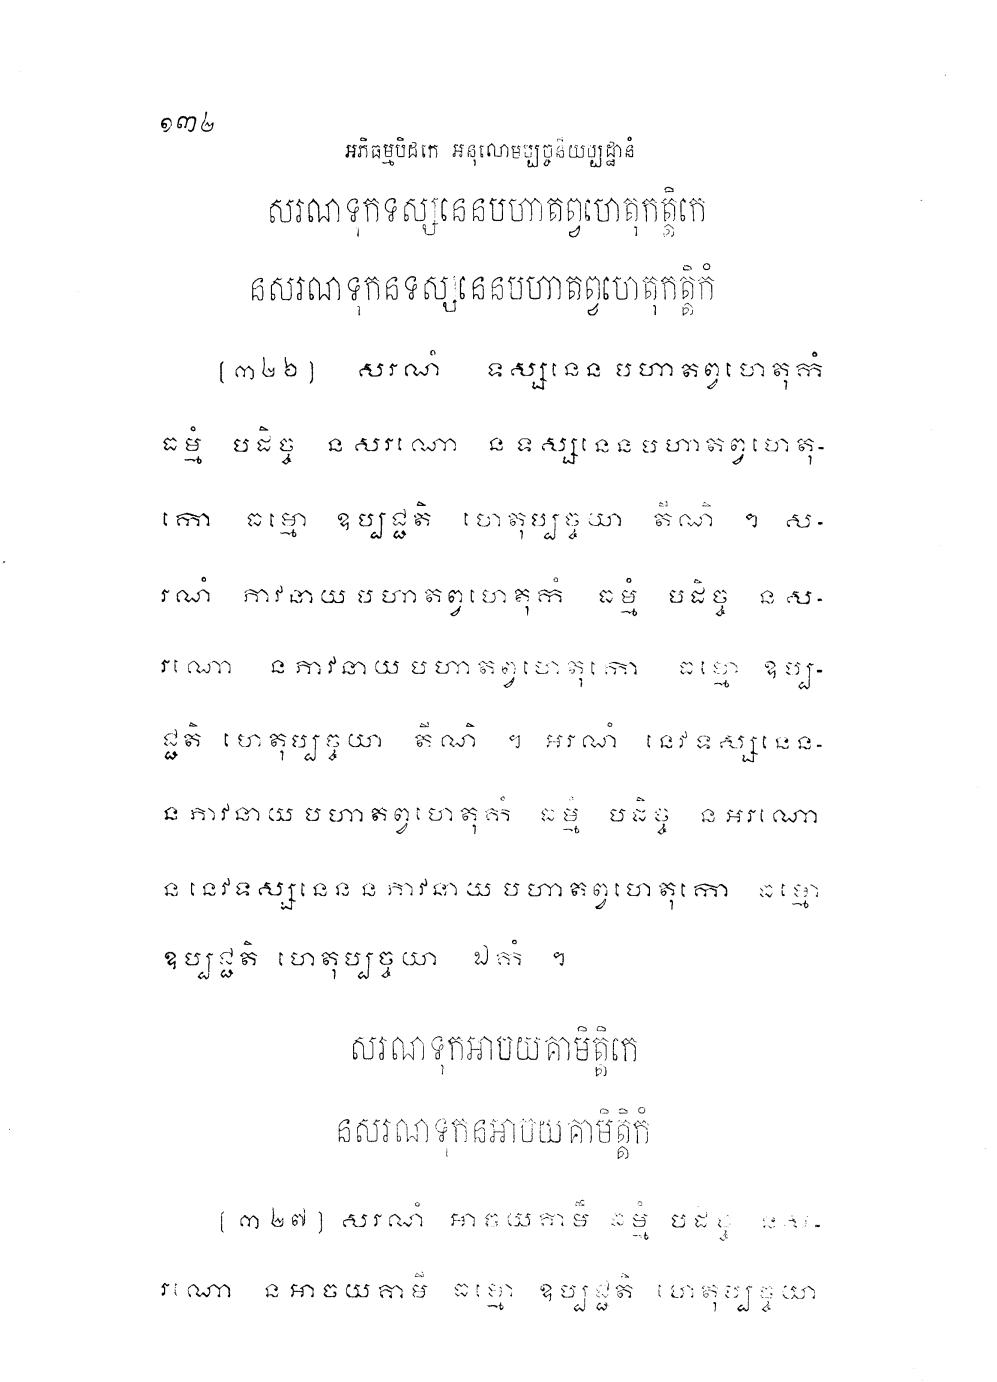 ១៣២
អភិធម្មបិដកេ អនុលោមប្បច្ចនីយប្បដ្ឋានំ
សរណទុកទស្សនេនបហាតព្វហេតុកត្តិកេ
នសរណទុកនទស្សនេនបហាតព្វហេតុកត្តិកំ
[៣២៦] សរណំ ទស្សនេនបហាតព្វហេតុកំ
ធម្មំ បដិច្ច នសរណោ នទស្សនេនបហាតព្វហេតុ-
កោ ធម្មោ ឧប្បជ្ជតិ ហេតុប្បច្ចយា តីណិ ។ ស-
រណំ ភាវនាយបហាតព្វហេតុកំ ធម្មំ បដិច្ច នស-
រណោ នភាវនាយបហាតព្វហេតុកោ ធម្មោ ឧប្ប-
ជ្ជតិ ហេតុប្បច្ចយា តីណិ ។ អរណំ នេវទស្សនេន-
នភាវនាយបហាតព្វហេតុកំ ធម្មំ បដិច្ច នអរណោ
ននេវទស្សនេននភាវនាយបហាតព្វហេតុកោ ធម្មោ
ឧប្បជ្ជតិ ហេតុប្បច្ចយា ឯកំ ។
សរណទុកអាចយគាមិត្តិកេ
នសរណទុកនអាចយគាមិត្តិកំ
[៣២៧] សរណំ អាចយគាមឹ ធម្មំ បដិច្ច នស-
រណោ នអាចយគាមី ធម្មោ ឧប្បជ្ជតិ ហេតុប្បច្ចយា